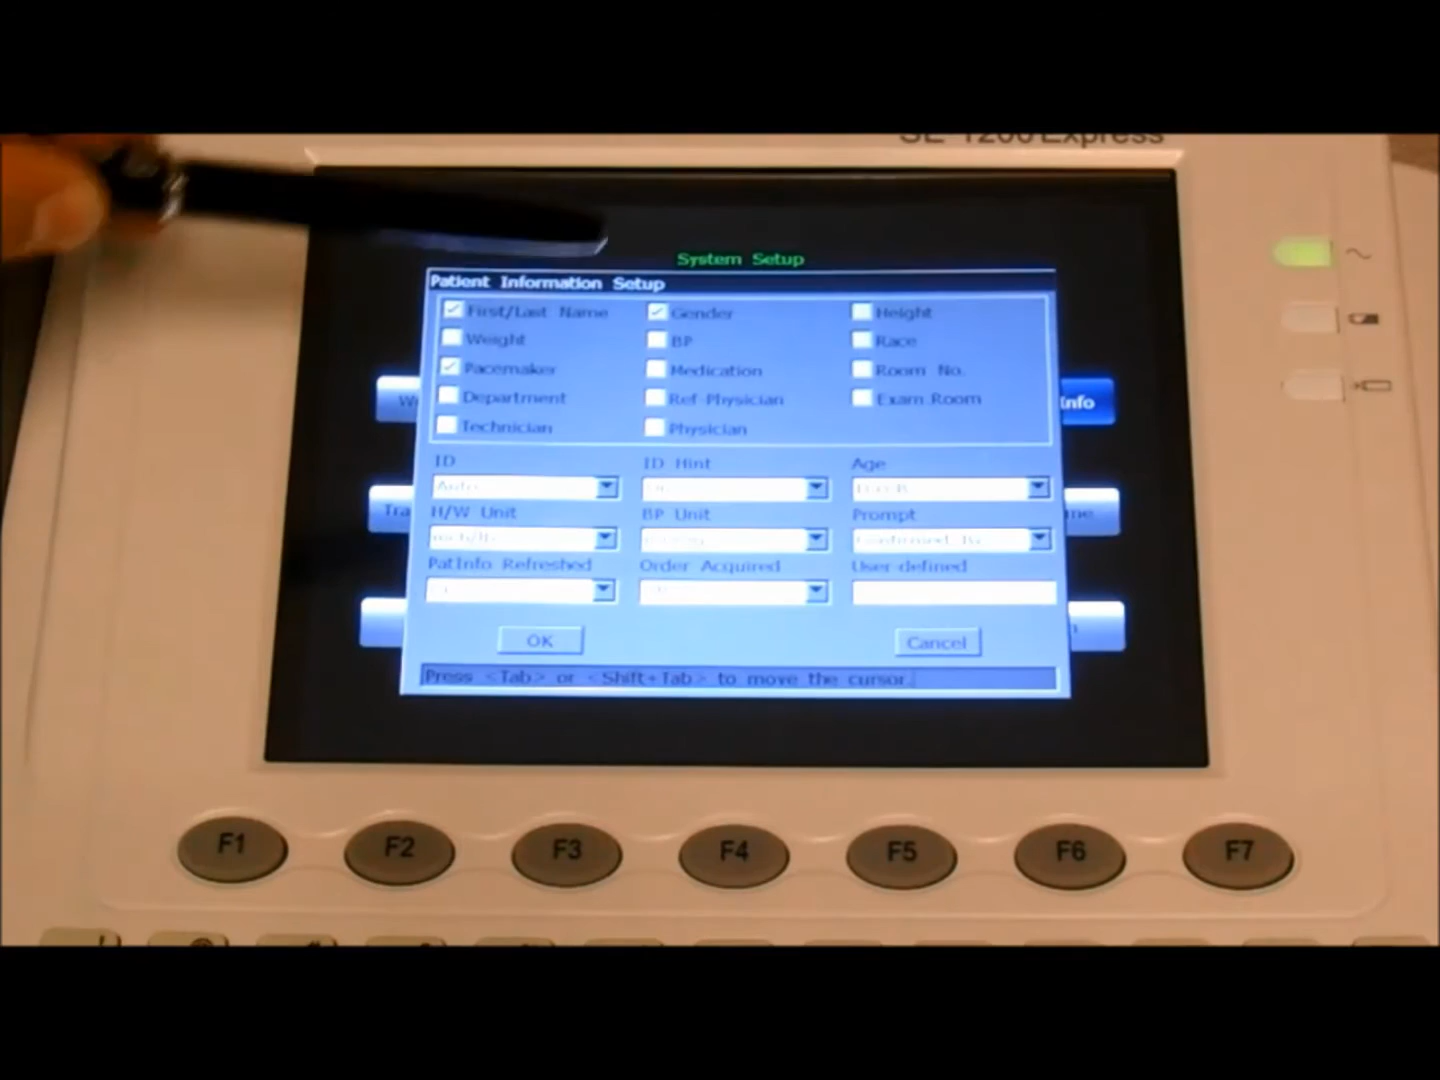 SE-1200 Express
System Setup
Patient Information Setup
First/Last Name Gender Height
Weight BP Race
Pacemaker Medication Room No.
Department Ref-Physician Exam Room
Technician Physician
Info
ID ID Hint Age
Auto
H/W Unit BP Unit Prompt
inch/lb
PatInfo Refreshed Order Acquired User-defined
OK Cancel
Press <Tab> or <Shift+Tab> to move the cursor.
F1 F2 F3 F4 F5 F6 F7